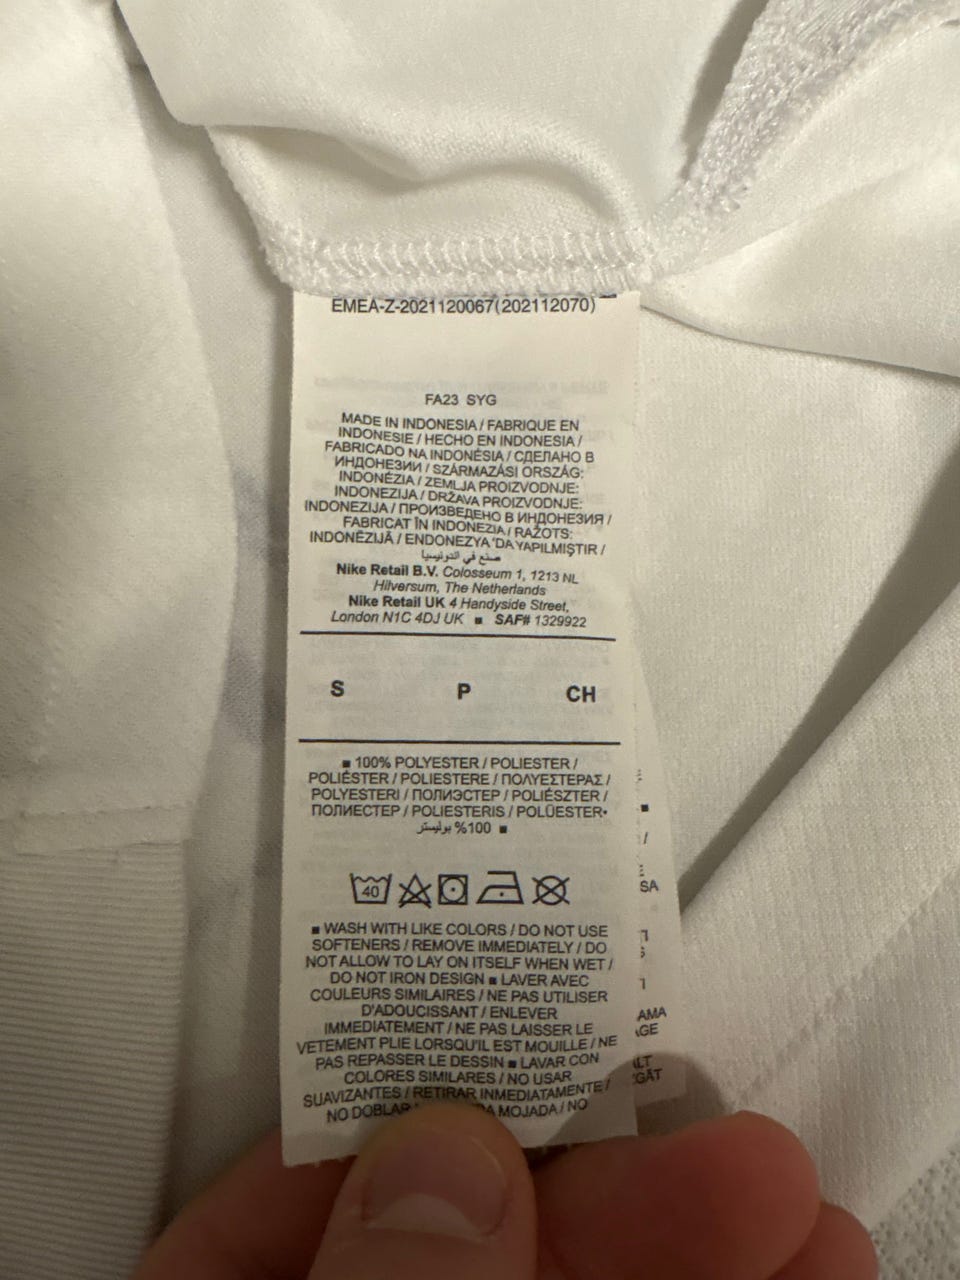 EMEA-Z-2021120067(202112070)
FA23 SYG
MADE IN INDONESIA / FABRIQUE EN
INDONESIE / HECHO EN INDONESIA /
FABRICADO NA INDONÉSIA / СДЕЛАНО В
ИНДОНЕЗИИ / SZÁRMAZÁSI ORSZÁG:
INDONÉZIA / ZEMLJA PROIZVODNJE:
INDONEZIJA / DRŽAVA PROIZVODNJE:
INDONEZIJA / ПРОИЗВЕДЕНО В ИНДОНЕЗИЯ /
FABRICAT ÎN INDONEZIA / RAŽOTS:
INDONĒZIJĀ / ENDONEZYA'DA YAPILMIŞTIR /
صنع في اندونيسيا
Nike Retail B.V. Colosseum 1, 1213 NL
Hilversum, The Netherlands
Nike Retail UK 4 Handyside Street,
London N1C 4DJ UK ■ SAF# 1329922
S P CH
■ 100% POLYESTER / POLIESTER /
POLIÉSTER / POLIESTERE / ΠΟΛΥΕΣΤΕΡΑΣ /
POLYESTERI / ПОЛИЭСТЕР / POLIÉSZTER /
ПОЛИЕСТЕР / POLIESTERIS / POLÜESTER•
■ 100% بوليستر
40
■ WASH WITH LIKE COLORS / DO NOT USE
SOFTENERS / REMOVE IMMEDIATELY / DO
NOT ALLOW TO LAY ON ITSELF WHEN WET /
DO NOT IRON DESIGN ■ LAVER AVEC
COULEURS SIMILAIRES / NE PAS UTILISER
D'ADOUCISSANT / ENLEVER
IMMEDIATEMENT / NE PAS LAISSER LE
VETEMENT PLIE LORSQU'IL EST MOUILLE / NE
PAS REPASSER LE DESSIN ■ LAVAR CON
COLORES SIMILARES / NO USAR
SUAVIZANTES / RETIRAR INMEDIATAMENTE /
NO DOBLAR MOJADA / NO